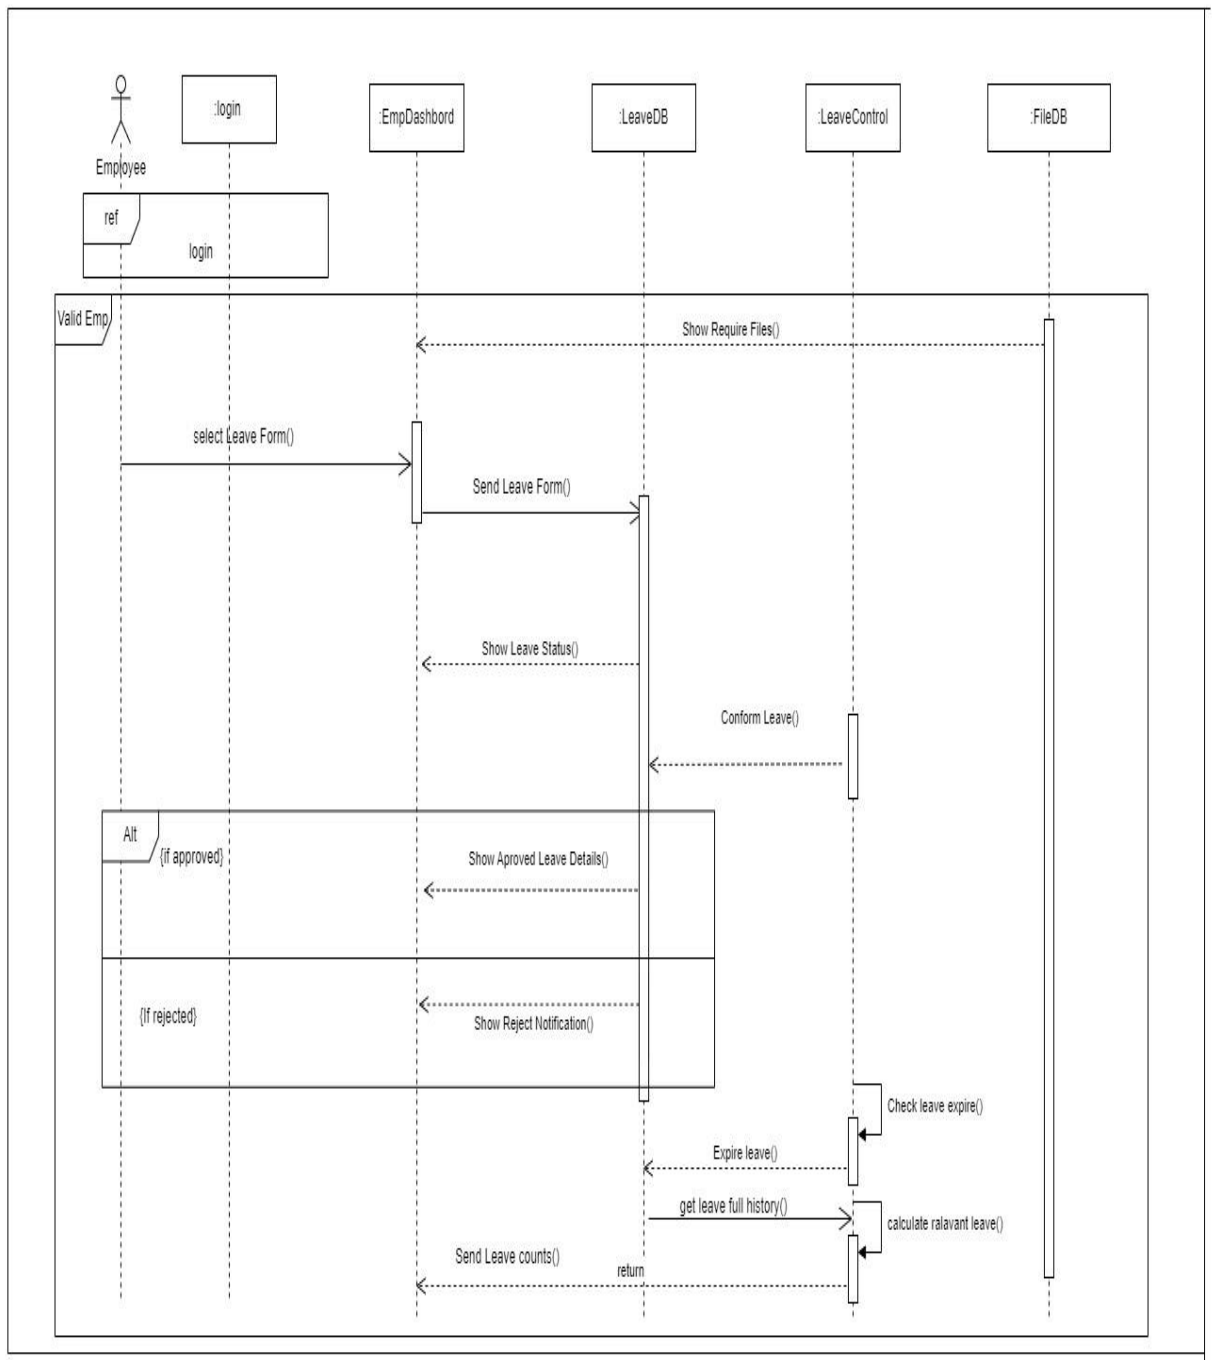 :login
:EmpDashbord
:LeaveDB
:LeaveControl
:FileDB
Employee
ref
login
Valid Emp
Show Require Files()
select Leave Form()
Send Leave Form()
Show Leave Status()
Conform Leave()
Alt
{if approved}
Show Aproved Leave Details()
{If rejected}
Show Reject Notification()
Check leave expire()
Expire leave()
get leave full history()
calculate ralavant leave()
Send Leave counts()
return